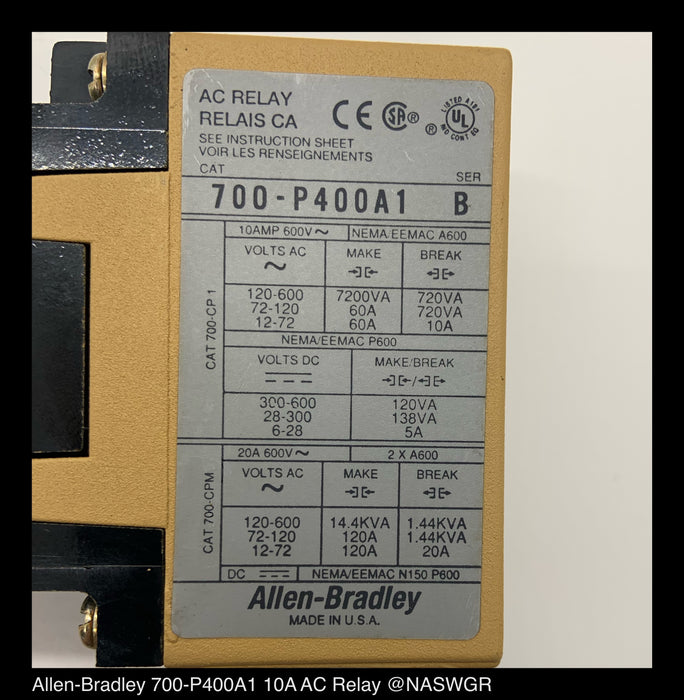 AC RELAY
RELAIS CA
CE SA® ® LISTED UL
SEE INSTRUCTION SHEET
VOIR LES RENSEIGNEMENTS
CAT SER
700-P400A1 B
10AMP 600V~ NEMA/EEMAC A600
VOLTS AC MAKE BREAK
CAT 700-CP1
120-600 7200VA 720VA
72-120 60A 720VA
12-72 60A 10A
NEMA/EEMAC P600
VOLTS DC MAKE/BREAK
300-600 120VA
28-300 138VA
6-28 5A
20A 600V~ 2 X A600
VOLTS AC MAKE BREAK
CAT 700-CPM
120-600 14.4KVA 1.44KVA
72-120 120A 1.44KVA
12-72 120A 20A
DC NEMA/EEMAC N150 P600
Allen-Bradley
MADE IN U.S.A.
Allen-Bradley 700-P400A1 10A AC Relay @NASWGR